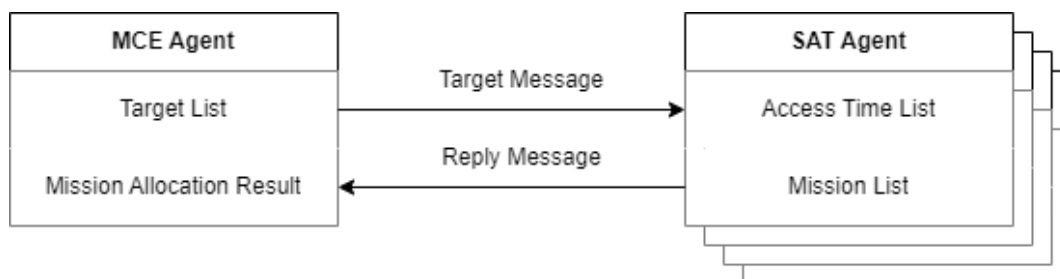 MCE Agent
SAT Agent
Target Message
Target List
Access Time List
Reply Message
Mission Allocation Result
Mission List